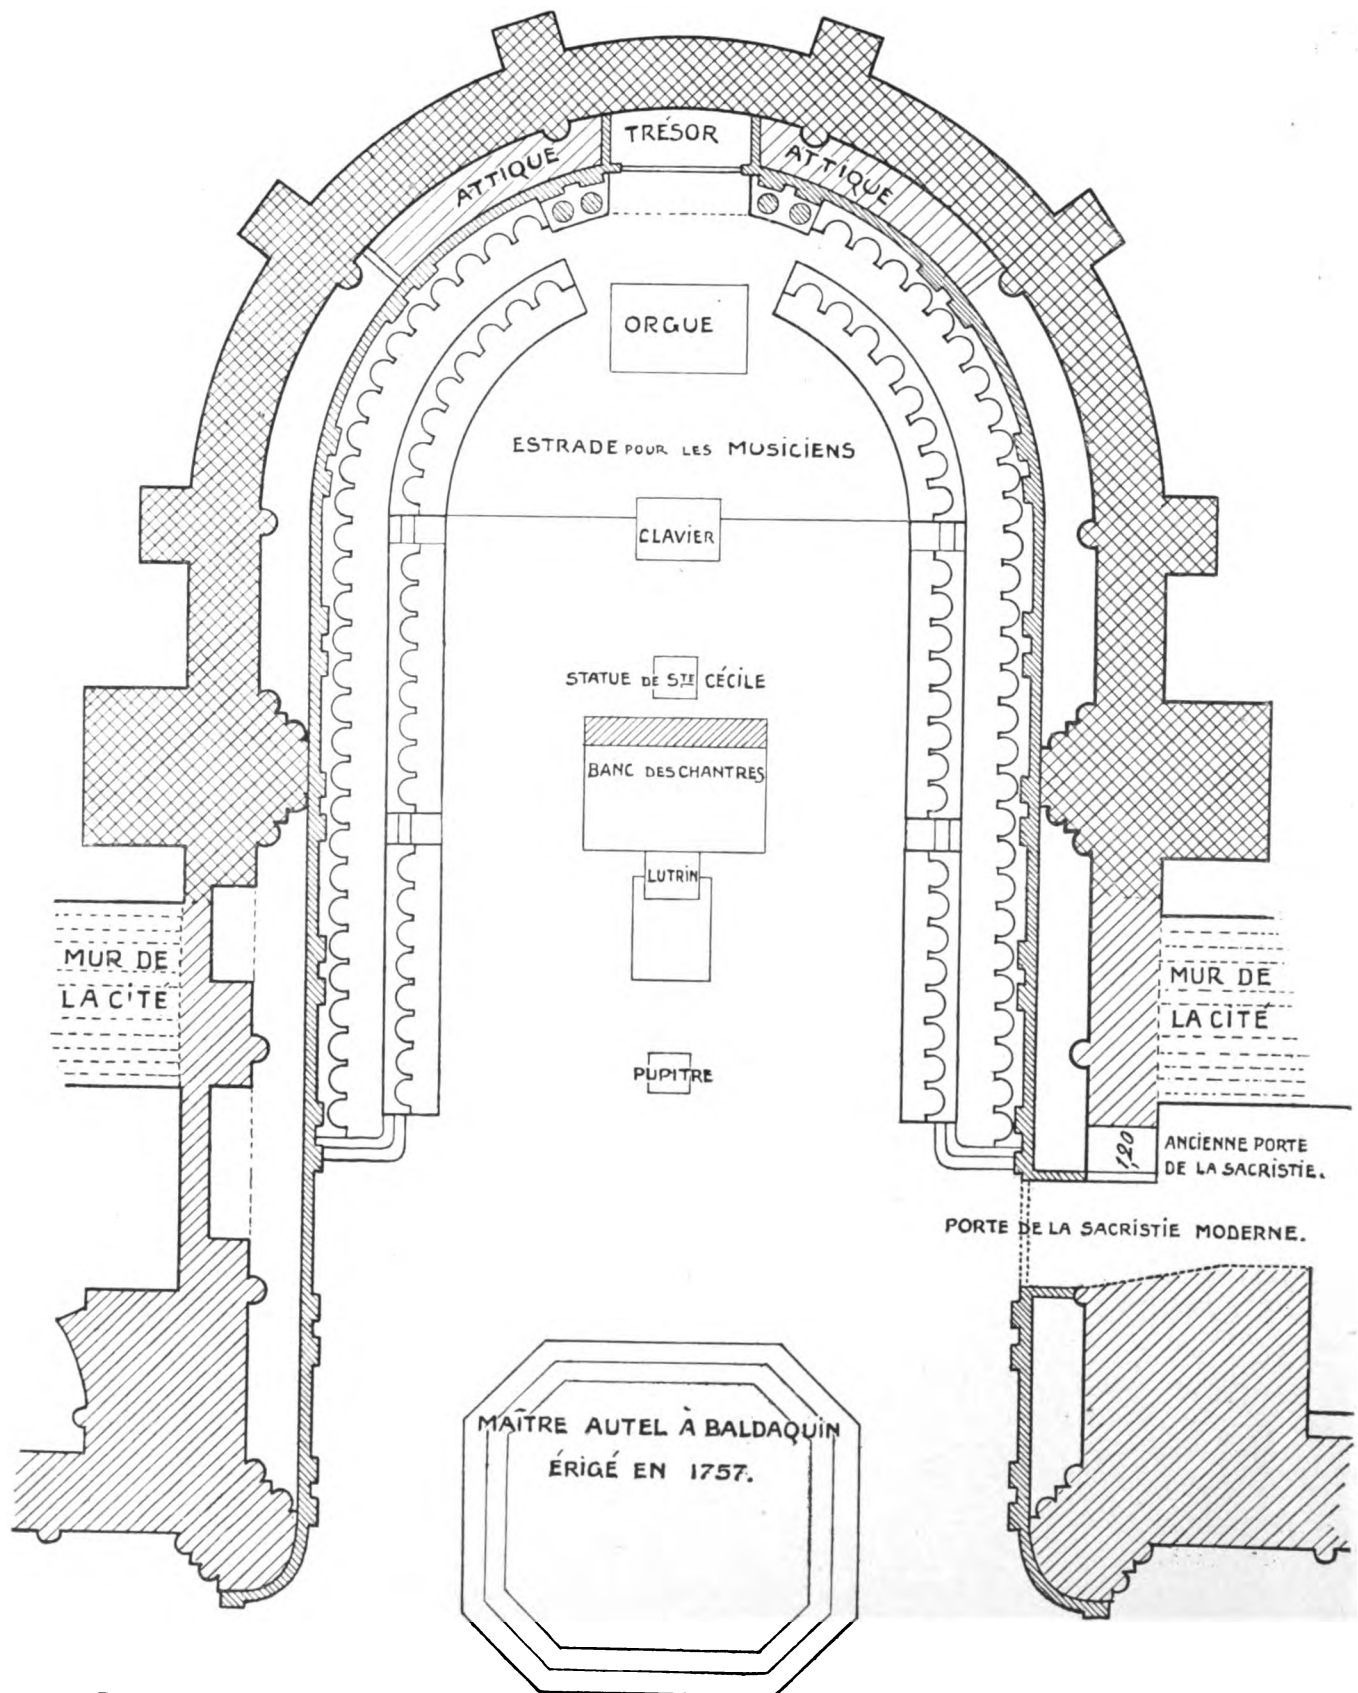 TRÉSOR
ATTIQUE
ATTIQUE
ORGUE
ESTRADE POUR LES MUSICIENS
CLAVIER
STATUE DE STE CÉCILE
BANC DES CHANTRES
LUTRIN
MUR DE
LA CITÉ
MUR DE
LA CITÉ
PUPITRE
1,20
ANCIENNE PORTE
DE LA SACRISTIE.
PORTE DE LA SACRISTIE MODERNE.
MAÎTRE AUTEL À BALDAQUIN
ÉRIGÉ EN 1757.